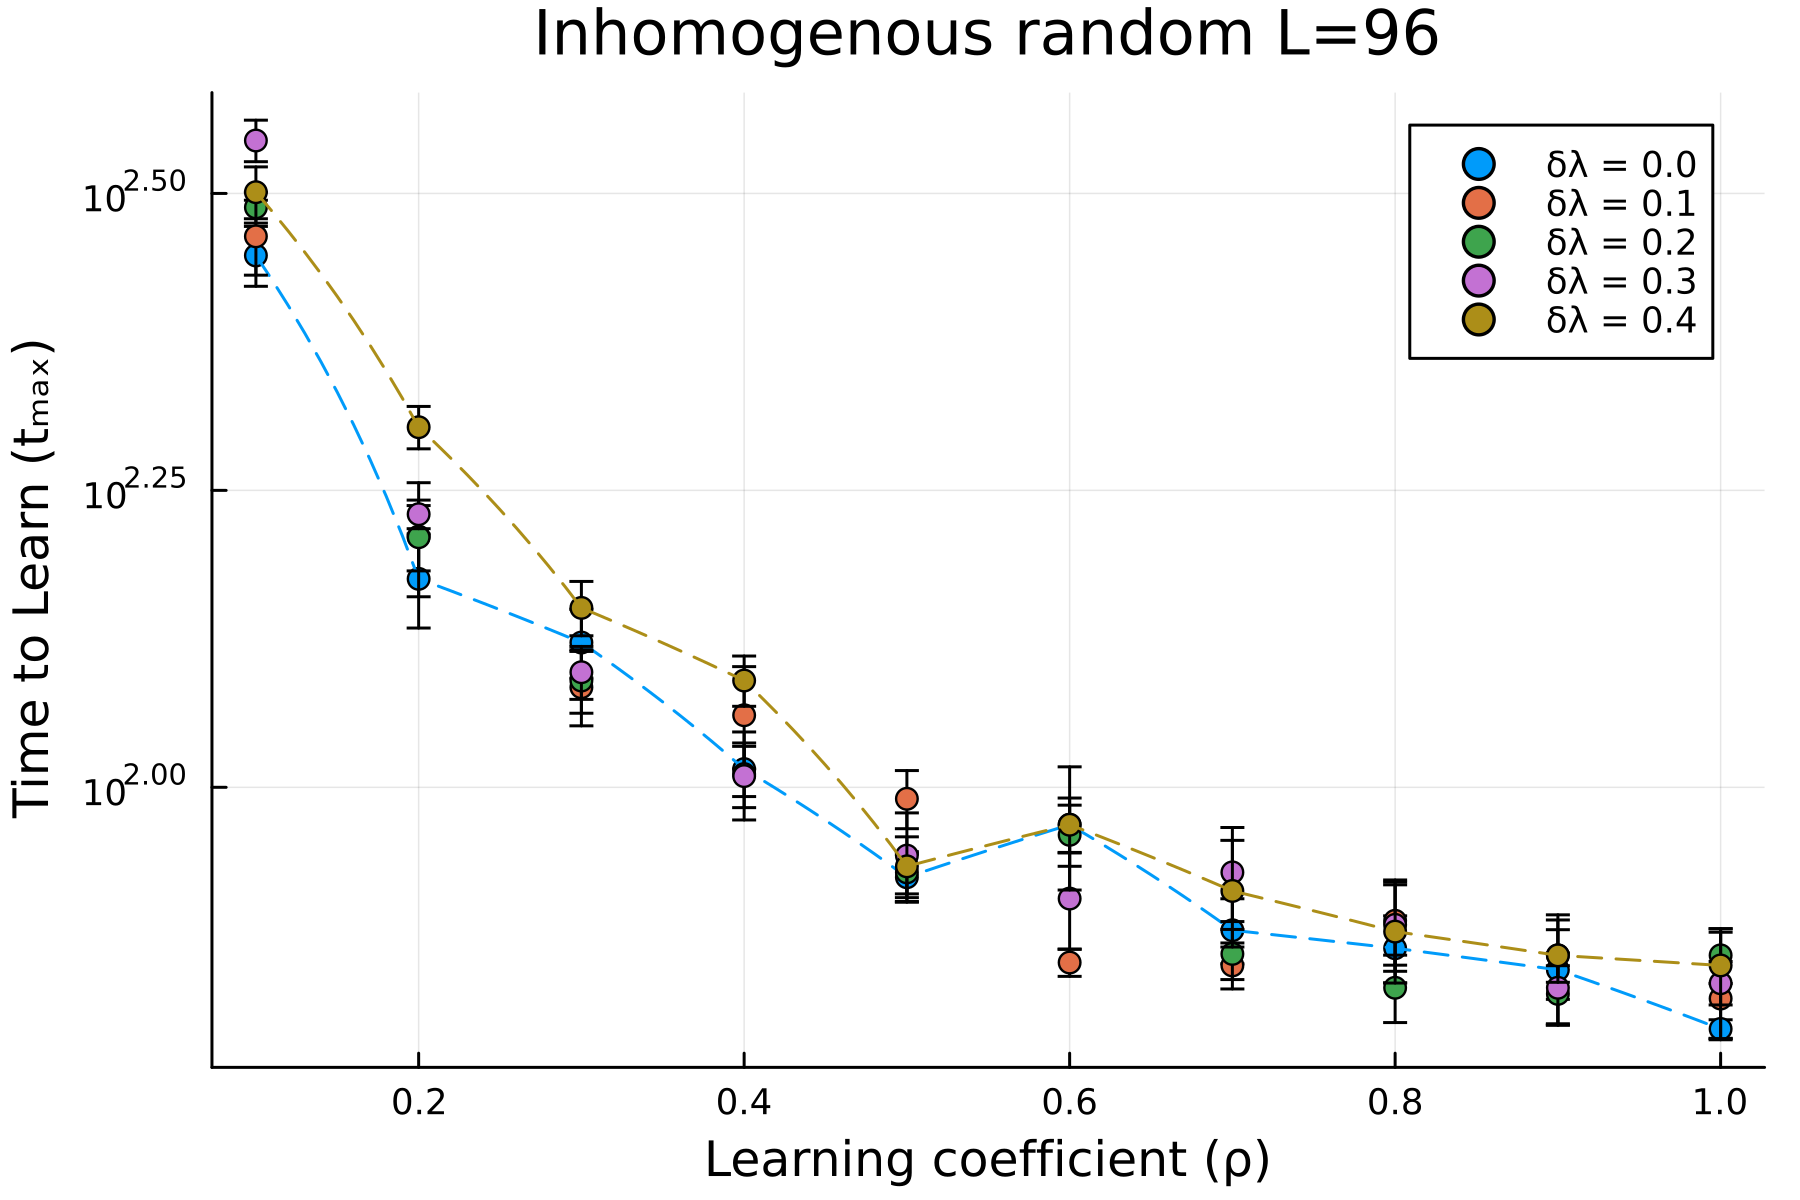 Inhomogenous random L=96
Time to Learn (tₘₐₓ)
10^2.50
10^2.25
10^2.00
δλ = 0.0
δλ = 0.1
δλ = 0.2
δλ = 0.3
δλ = 0.4
0.2 0.4 0.6 0.8 1.0
Learning coefficient (ρ)